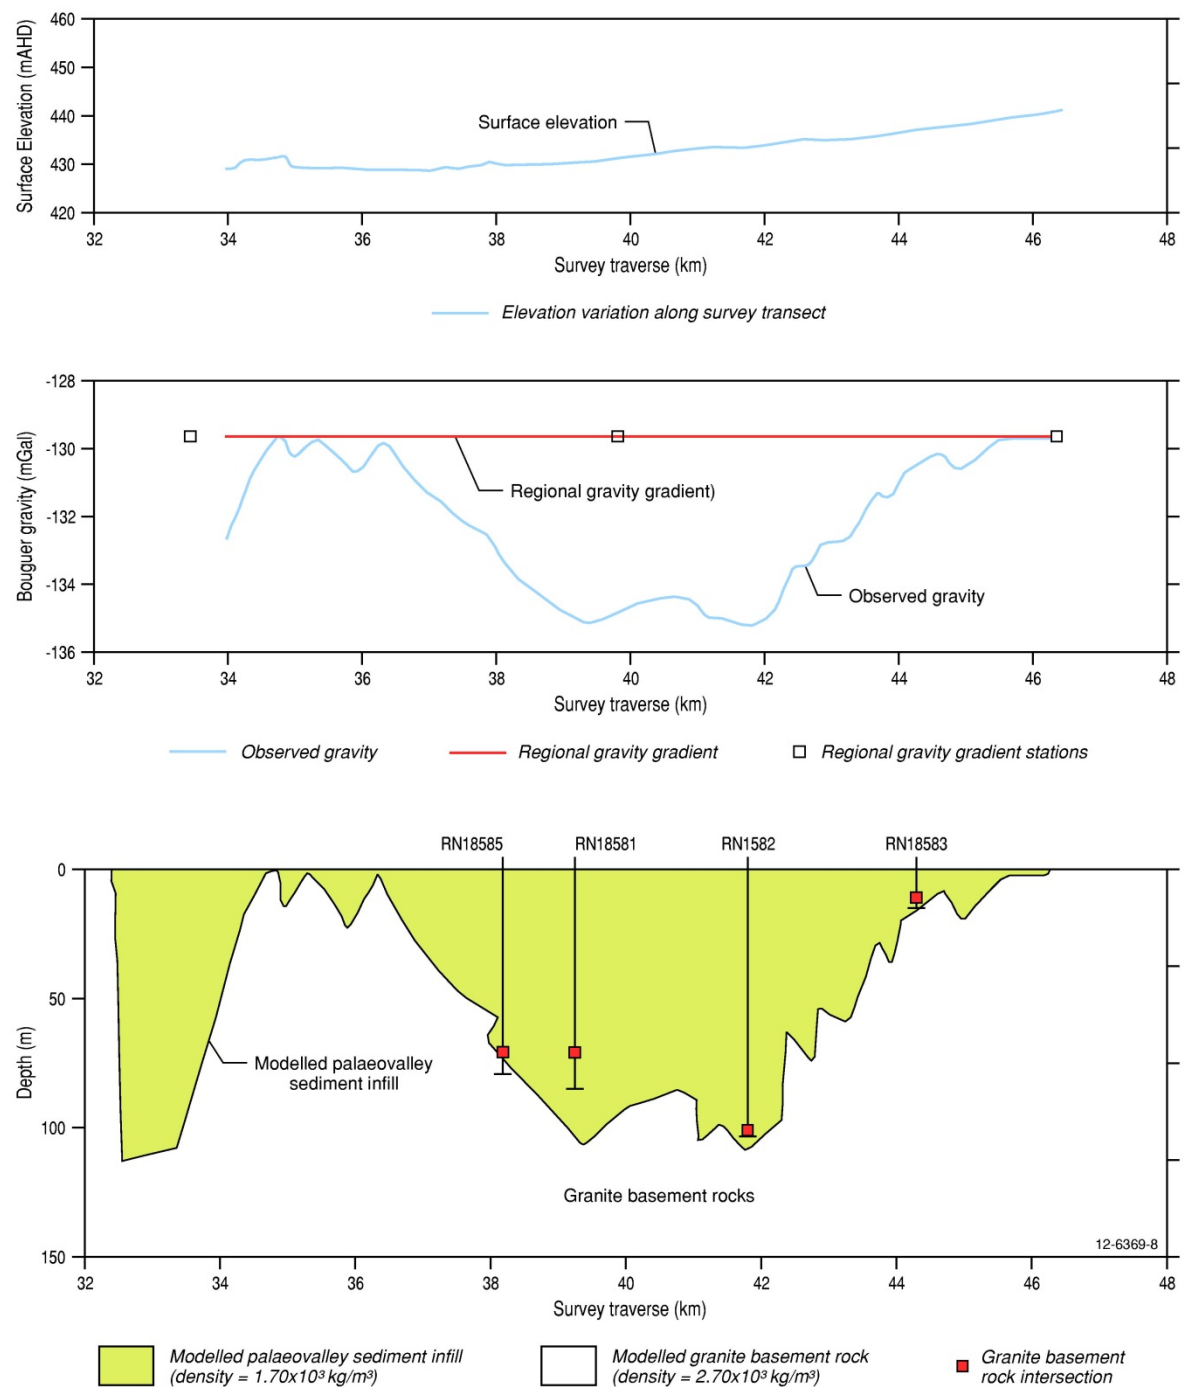 Surface Elevation (mAHD)
460
450
440
430
420
Surface elevation
32 34 36 38 40 42 44 46 48
Survey traverse (km)
Elevation variation along survey transect
Bouguer gravity (mGal)
-128
-130
-132
-134
-136
Regional gravity gradient)
Observed gravity
32 34 36 38 40 42 44 46 48
Survey traverse (km)
Observed gravity
Regional gravity gradient
Regional gravity gradient stations
RN18585 RN18581 RN1582 RN18583
Depth (m)
0
50
100
150
Modelled palaeovalley
sediment infill
Granite basement rocks
12-6369-8
32 34 36 38 40 42 44 46 48
Survey traverse (km)
Modelled palaeovalley sediment infill
(density = 1.70x10³ kg/m³)
Modelled granite basement rock
(density = 2.70x10³ kg/m³)
Granite basement
rock intersection